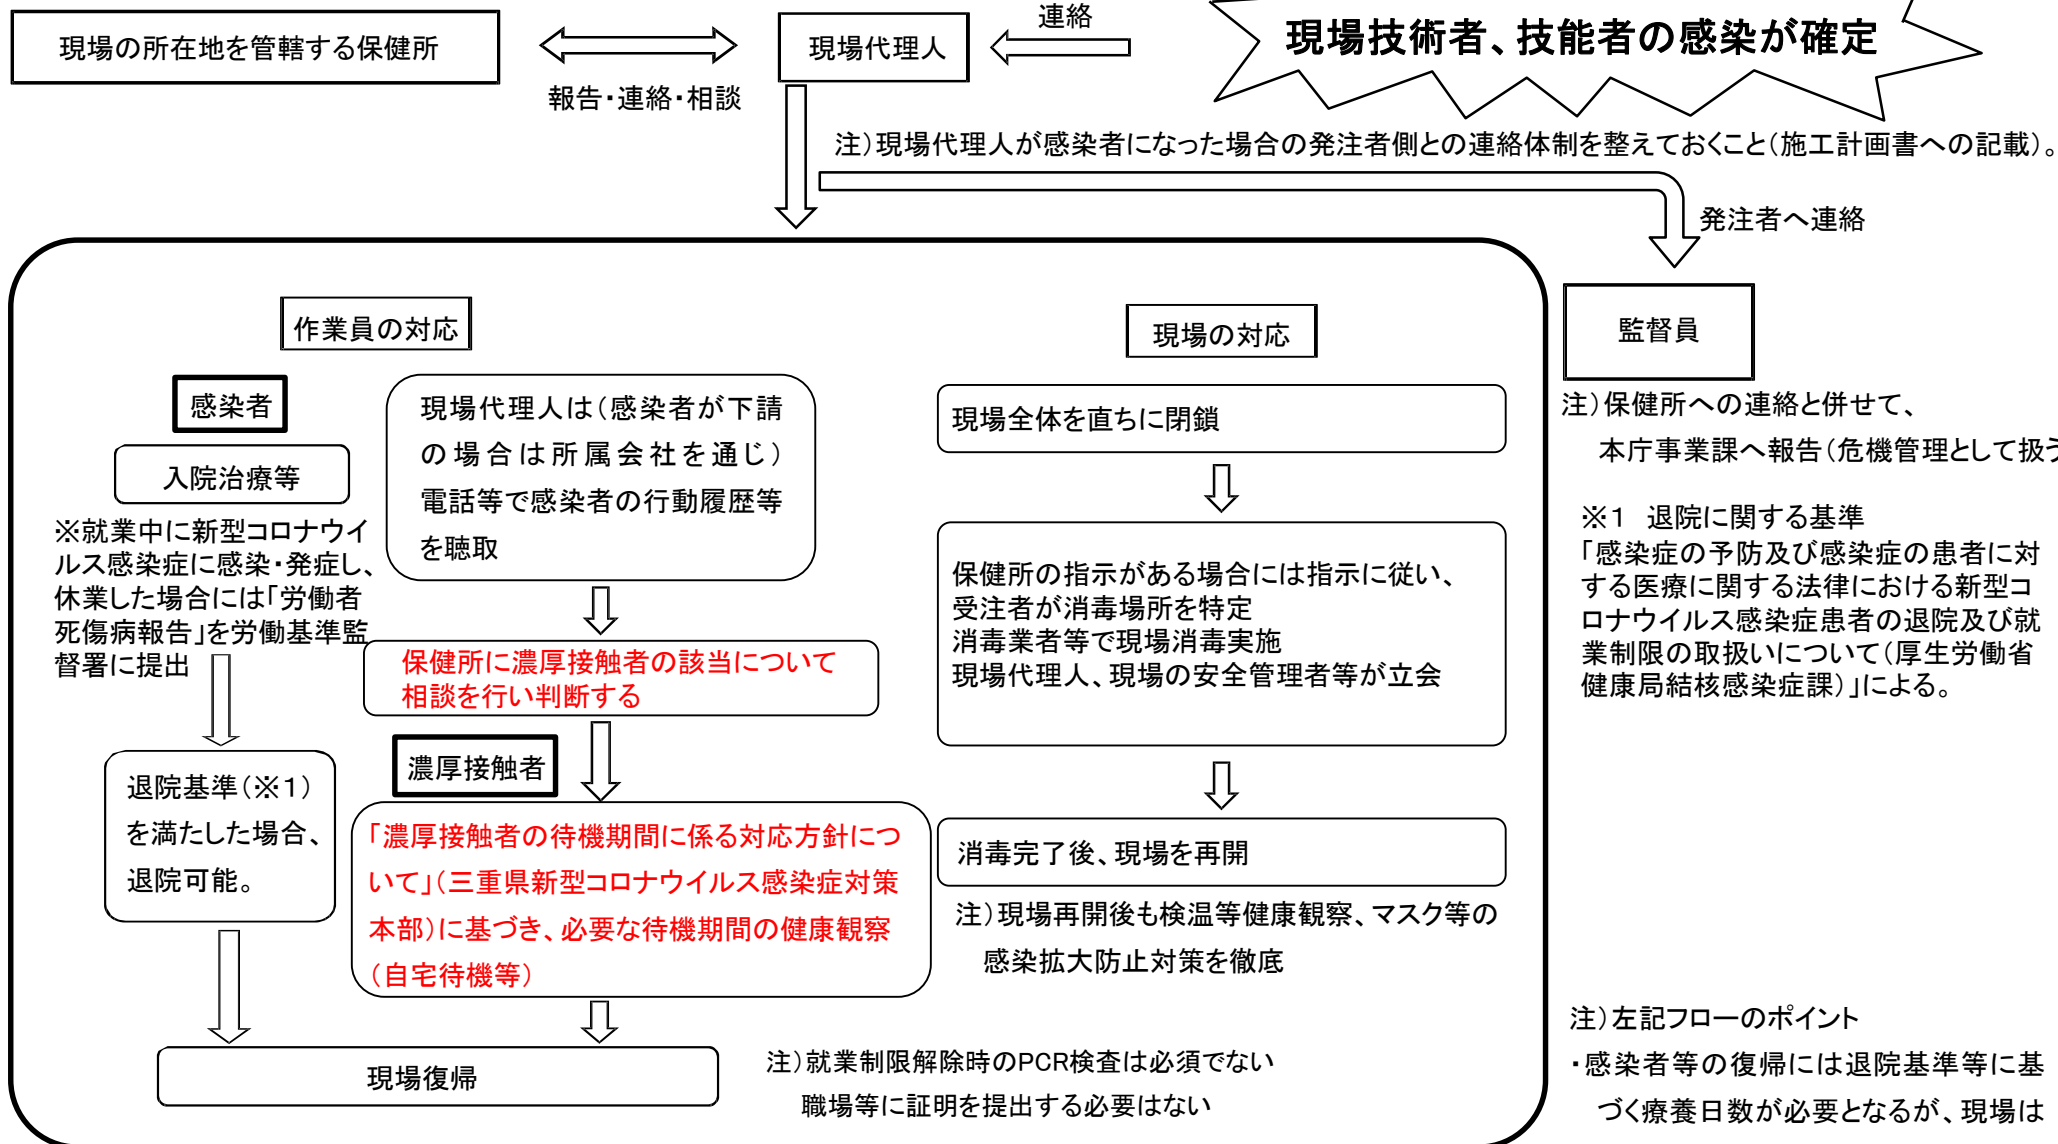 現場の所在地を管轄する保健所
報告・連絡・相談
現場代理人
連絡
現場技術者、技能者の感染が確定
注）現場代理人が感染者になった場合の発注者側との連絡体制を整えておくこと（施工計画書への記載）。
発注者へ連絡
作業員の対応
感染者
入院治療等
※就業中に新型コロナウイ
ルス感染症に感染・発症し、
休業した場合には「労働者
死傷病報告」を労働基準監
督署に提出
退院基準（※１）
を満たした場合、
退院可能。
現場代理人は（感染者が下請
の場合は所属会社を通じ）
電話等で感染者の行動履歴等
を聴取
保健所に濃厚接触者の該当について
相談を行い判断する
濃厚接触者
「濃厚接触者の待機期間に係る対応方針につ
いて」（三重県新型コロナウイルス感染症対策
本部）に基づき、必要な待機期間の健康観察
（自宅待機等）
現場復帰
注）就業制限解除時のPCR検査は必須でない
職場等に証明を提出する必要はない
現場の対応
現場全体を直ちに閉鎖
保健所の指示がある場合には指示に従い、
受注者が消毒場所を特定
消毒業者等で現場消毒実施
現場代理人、現場の安全管理者等が立会
消毒完了後、現場を再開
注）現場再開後も検温等健康観察、マスク等の
感染拡大防止対策を徹底
監督員
注）保健所への連絡と併せて、
本庁事業課へ報告（危機管理として扱う
※１　退院に関する基準
「感染症の予防及び感染症の患者に対
する医療に関する法律における新型コ
ロナウイルス感染症患者の退院及び就
業制限の取扱いについて（厚生労働省
健康局結核感染症課）」による。
注）左記フローのポイント
・感染者等の復帰には退院基準等に基
づく療養日数が必要となるが、現場は